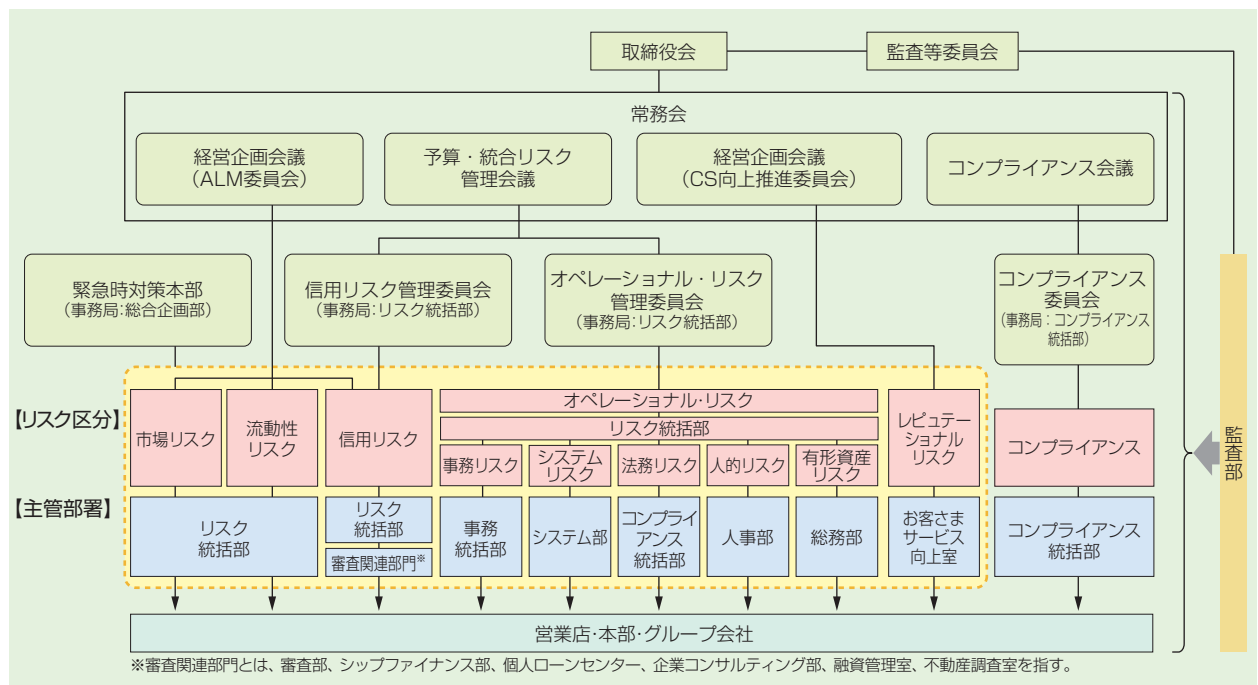 取締役会
監査等委員会
常務会
経営企画会議
（ALM委員会）
予算・統合リスク
管理会議
経営企画会議
（CS向上推進委員会）
コンプライアンス会議
緊急時対策本部
（事務局：総合企画部）
信用リスク管理委員会
（事務局：リスク統括部）
オペレーショナル・リスク
管理委員会
（事務局：リスク統括部）
コンプライアンス
委員会
（事務局：コンプライアンス
統括部）
【リスク区分】
市場リスク
流動性
リスク
信用リスク
オペレーショナル・リスク
リスク統括部
事務リスク
システム
リスク
法務リスク
人的リスク
有形資産
リスク
レピュテー
ショナル
リスク
コンプライアンス
監査部
【主管部署】
リスク
統括部
リスク
統括部
審査関連部門※
事務
統括部
システム部
コンプライ
アンス
統括部
人事部
総務部
お客さま
サービス
向上室
コンプライアンス
統括部
営業店・本部・グループ会社
※審査関連部門とは、審査部、シップファイナンス部、個人ローンセンター、企業コンサルティング部、融資管理室、不動産調査室を指す。